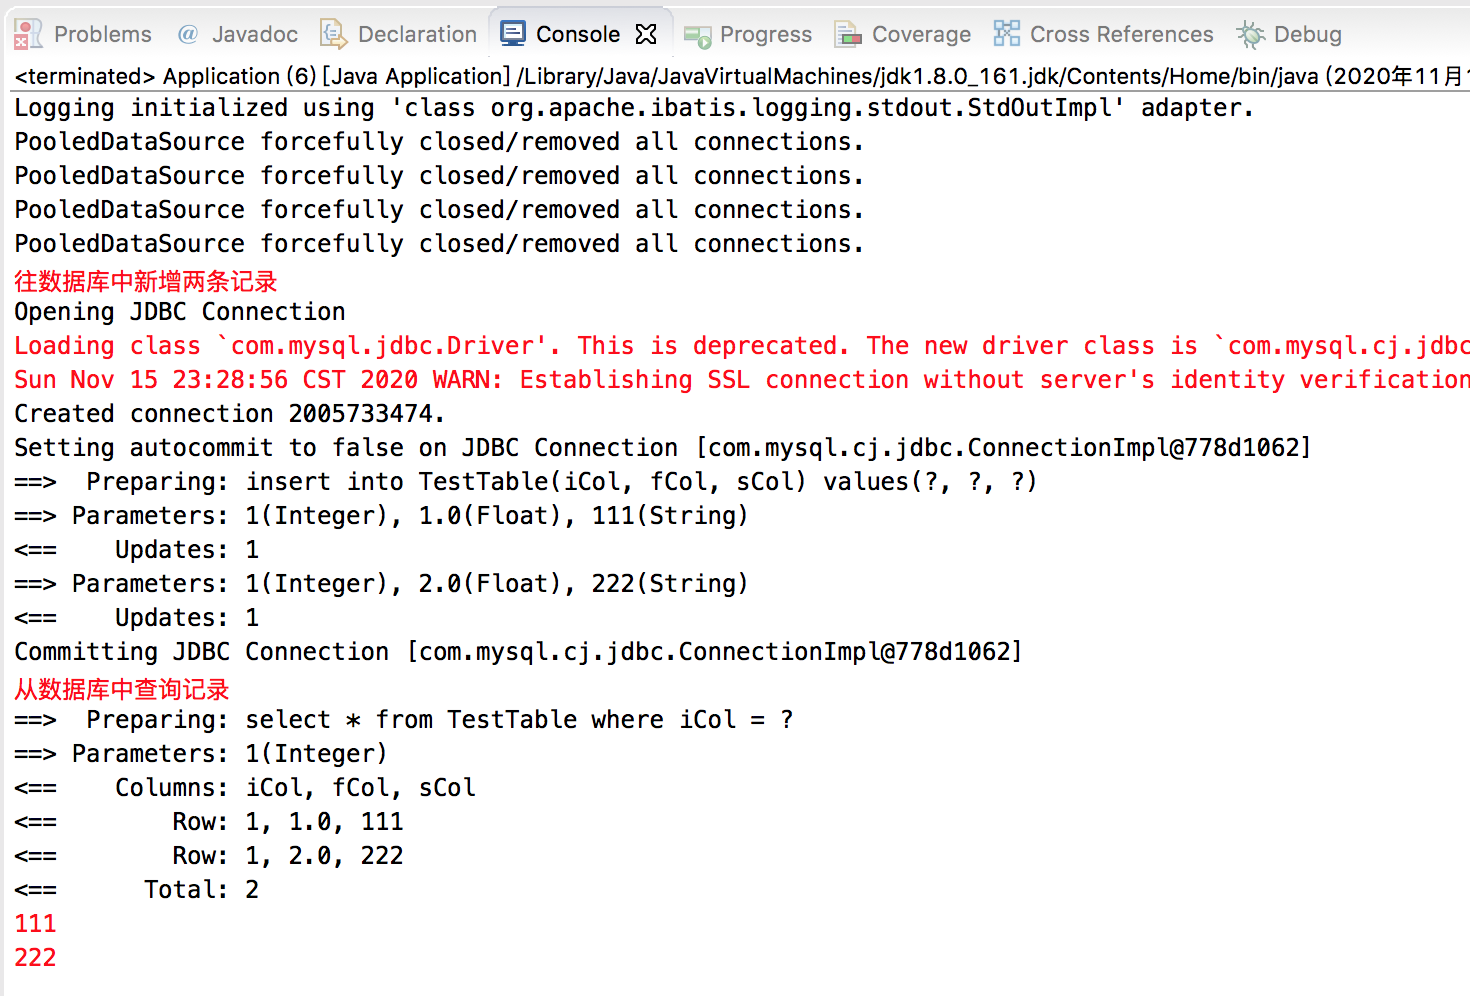 Problems @ Javadoc Declaration Console Progress Coverage Cross References Debug
<terminated> Application (6) [Java Application] /Library/Java/JavaVirtualMachines/jdk1.8.0_161.jdk/Contents/Home/bin/java (2020年11月
Logging initialized using 'class org.apache.ibatis.logging.stdout.StdOutImpl' adapter.
PooledDataSource forcefully closed/removed all connections.
PooledDataSource forcefully closed/removed all connections.
PooledDataSource forcefully closed/removed all connections.
PooledDataSource forcefully closed/removed all connections.
往数据库中新增两条记录
Opening JDBC Connection
Loading class `com.mysql.jdbc.Driver'. This is deprecated. The new driver class is `com.mysql.cj.jdbc
Sun Nov 15 23:28:56 CST 2020 WARN: Establishing SSL connection without server's identity verification
Created connection 2005733474.
Setting autocommit to false on JDBC Connection [com.mysql.cj.jdbc.ConnectionImpl@778d1062]
==>  Preparing: insert into TestTable(iCol, fCol, sCol) values(?, ?, ?)
==> Parameters: 1(Integer), 1.0(Float), 111(String)
<==    Updates: 1
==> Parameters: 1(Integer), 2.0(Float), 222(String)
<==    Updates: 1
Committing JDBC Connection [com.mysql.cj.jdbc.ConnectionImpl@778d1062]
从数据库中查询记录
==>  Preparing: select * from TestTable where iCol = ?
==> Parameters: 1(Integer)
<==    Columns: iCol, fCol, sCol
<==        Row: 1, 1.0, 111
<==        Row: 1, 2.0, 222
<==      Total: 2
111
222